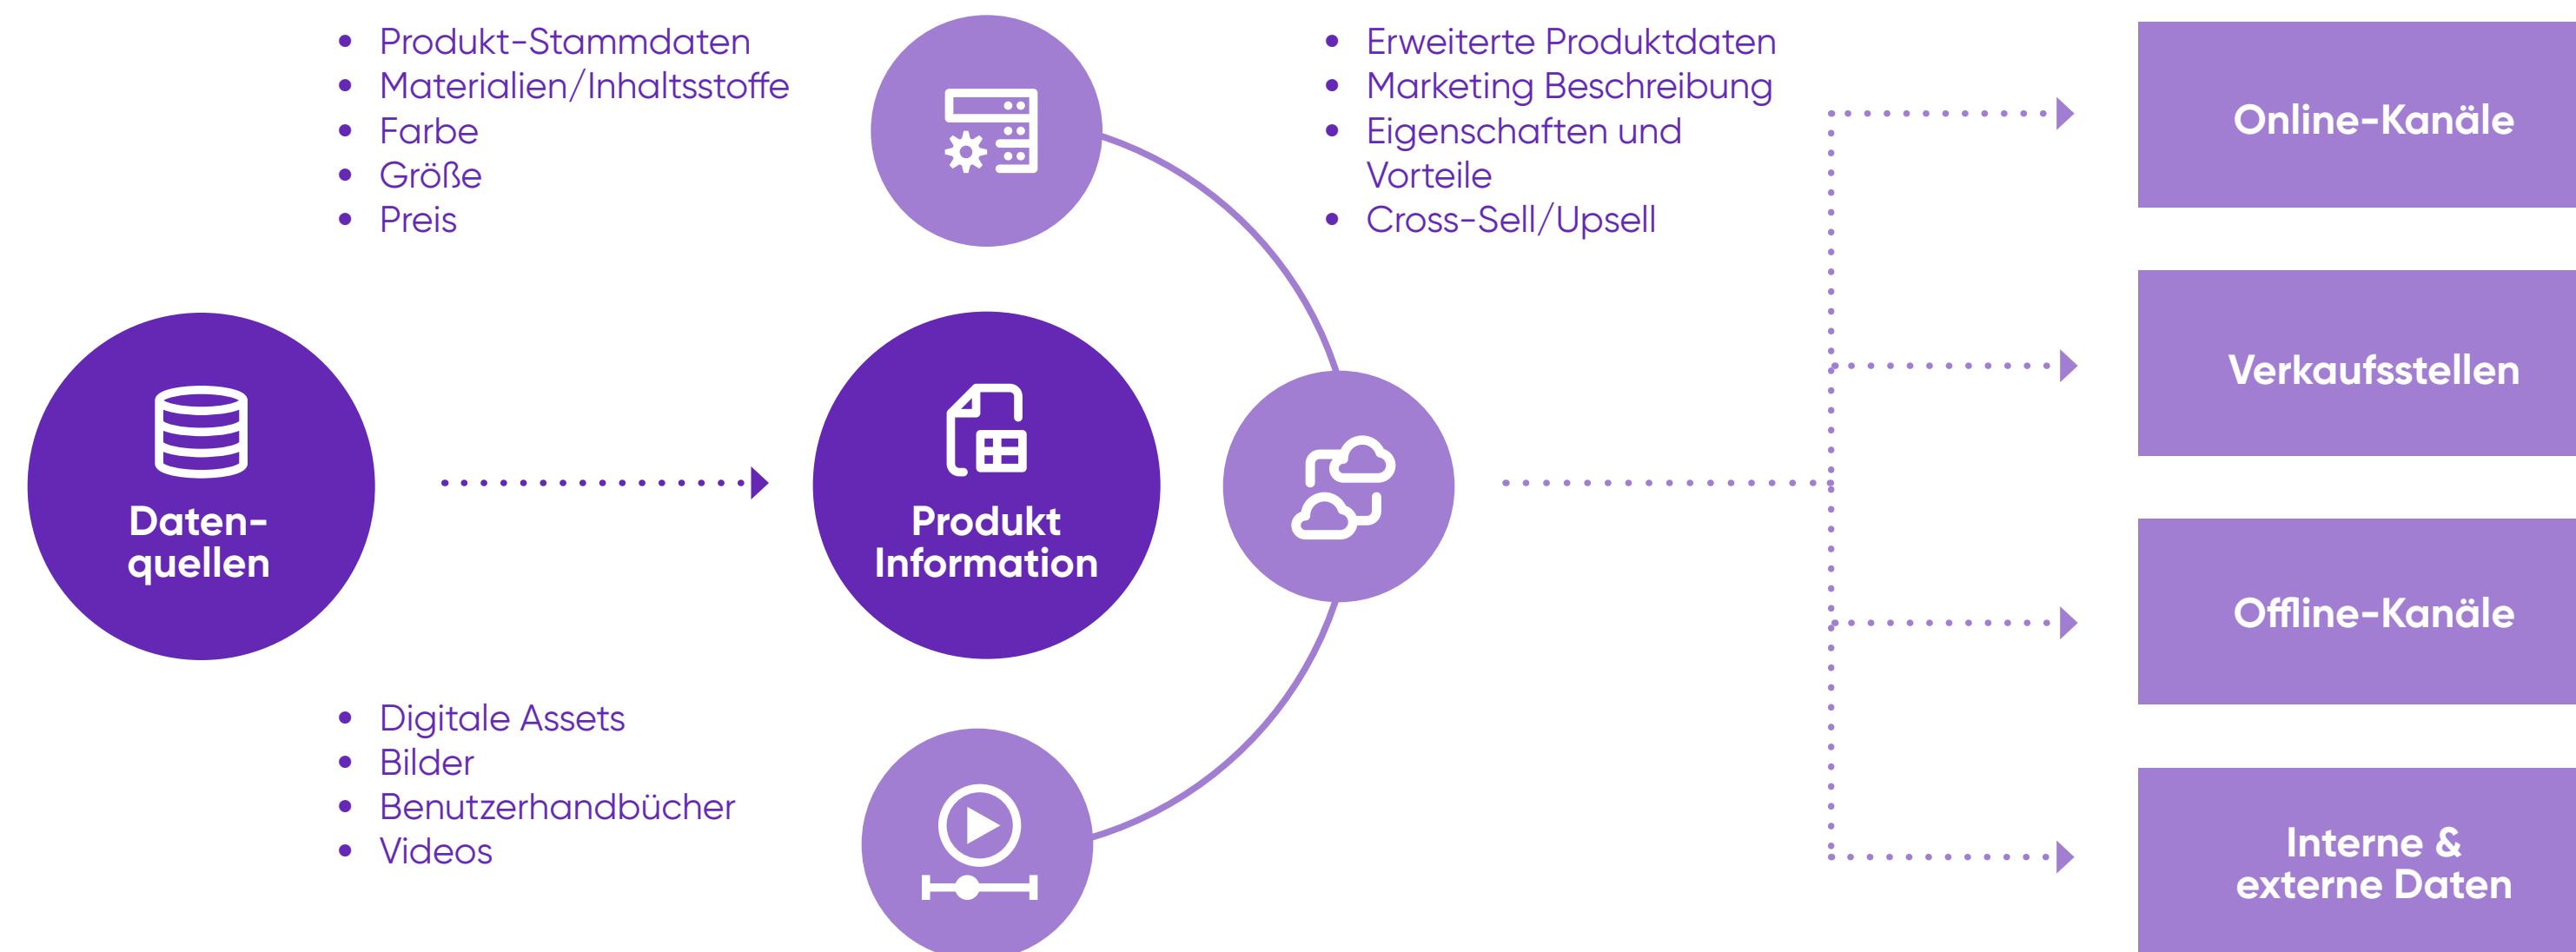 Produkt-Stammdaten
Materialien/Inhaltsstoffe
Farbe
Größe
Preis
Erweiterte Produktdaten
Marketing Beschreibung
Eigenschaften und
Vorteile
Cross-Sell/Upsell
Daten-
quellen
Produkt
Information
Digitale Assets
Bilder
Benutzerhandbücher
Videos
Online-Kanäle
Verkaufsstellen
Offline-Kanäle
Interne &
externe Daten